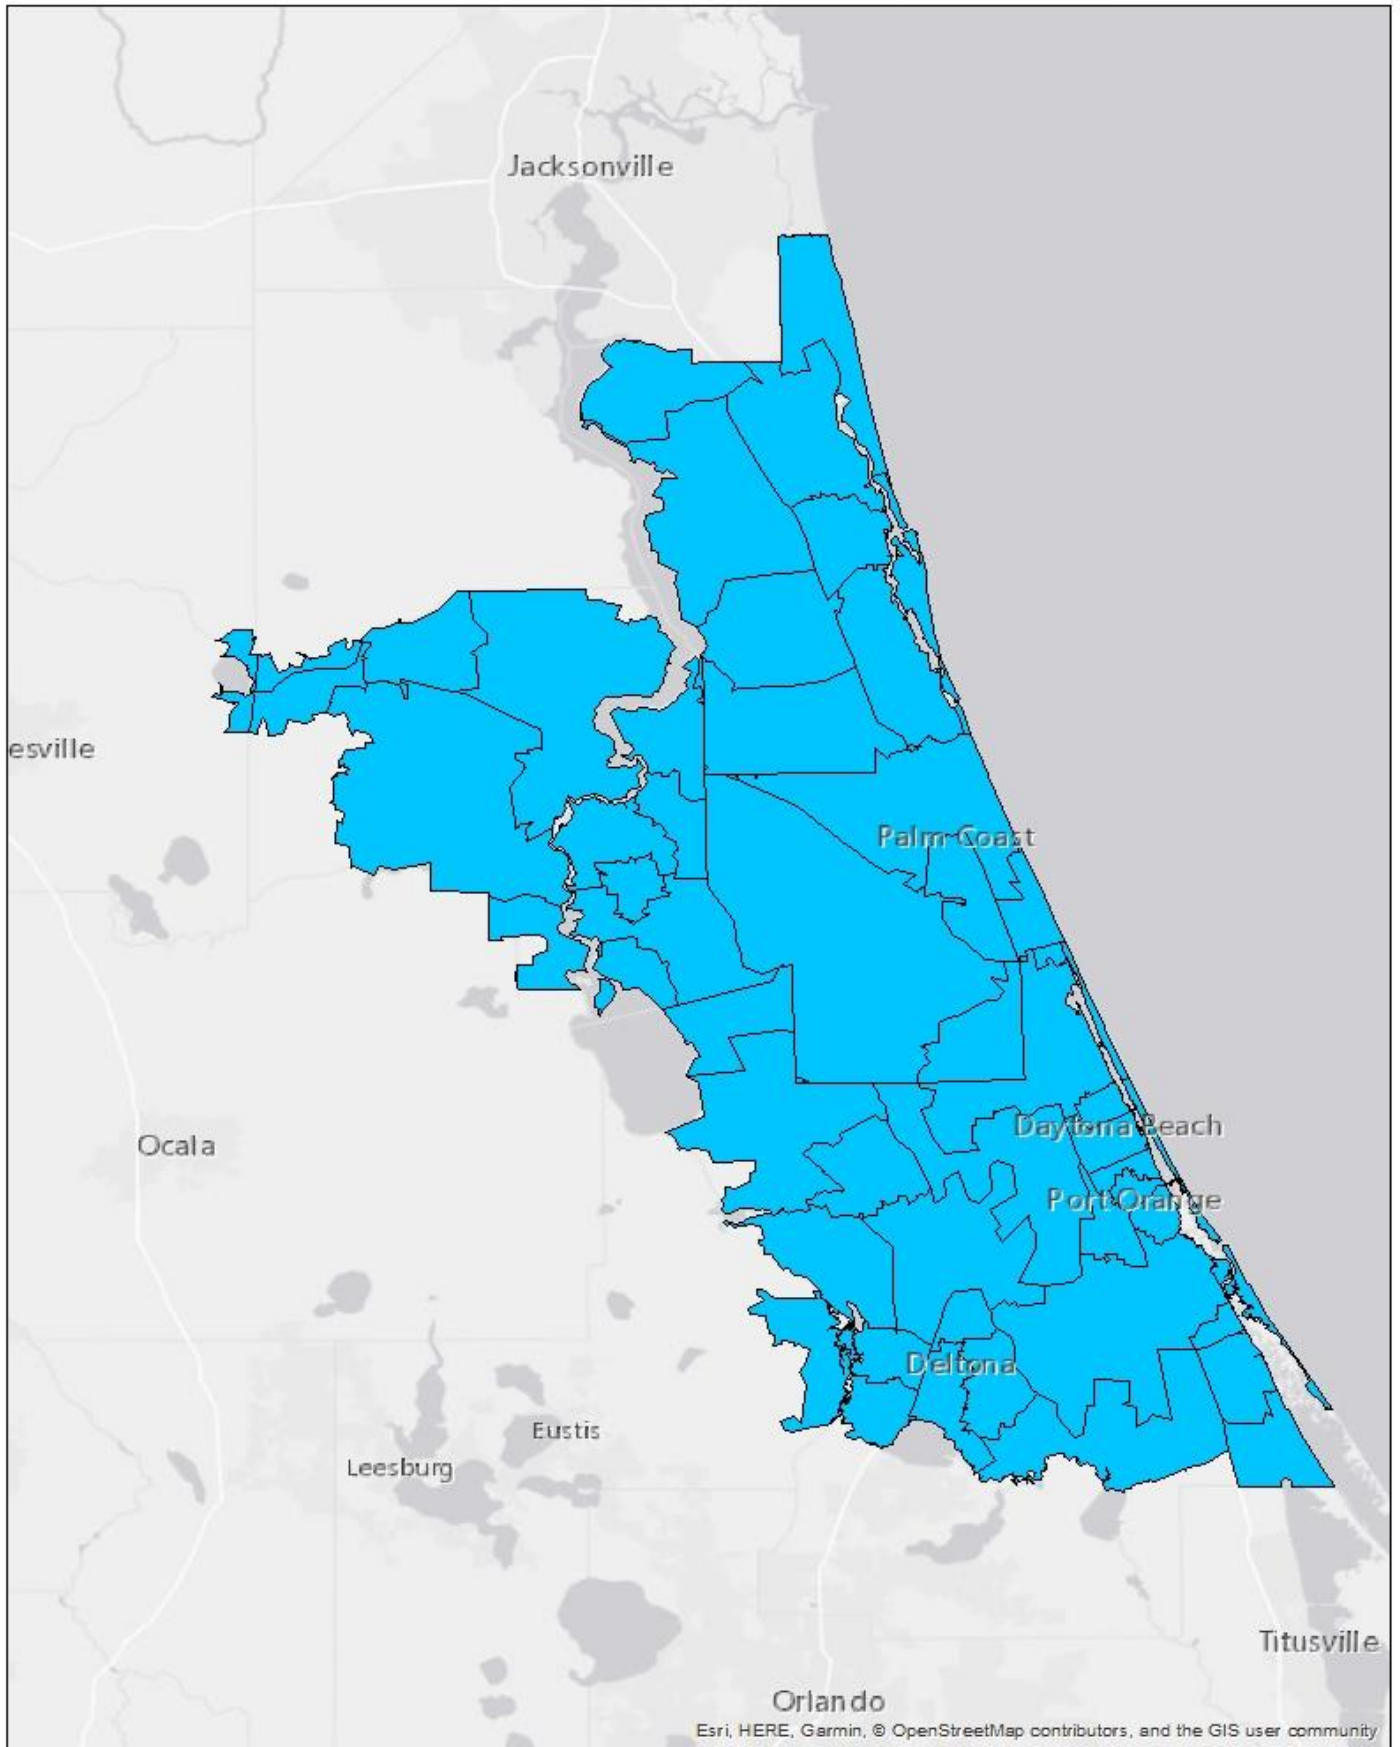 Jacksonville
esville
Palm Coast
Daytona Beach
Ocala
Port Orange
Deltona
Eustis
Leesburg
Titusville
Orlando
Esri, HERE, Garmin, © OpenStreetMap contributors, and the GIS user community